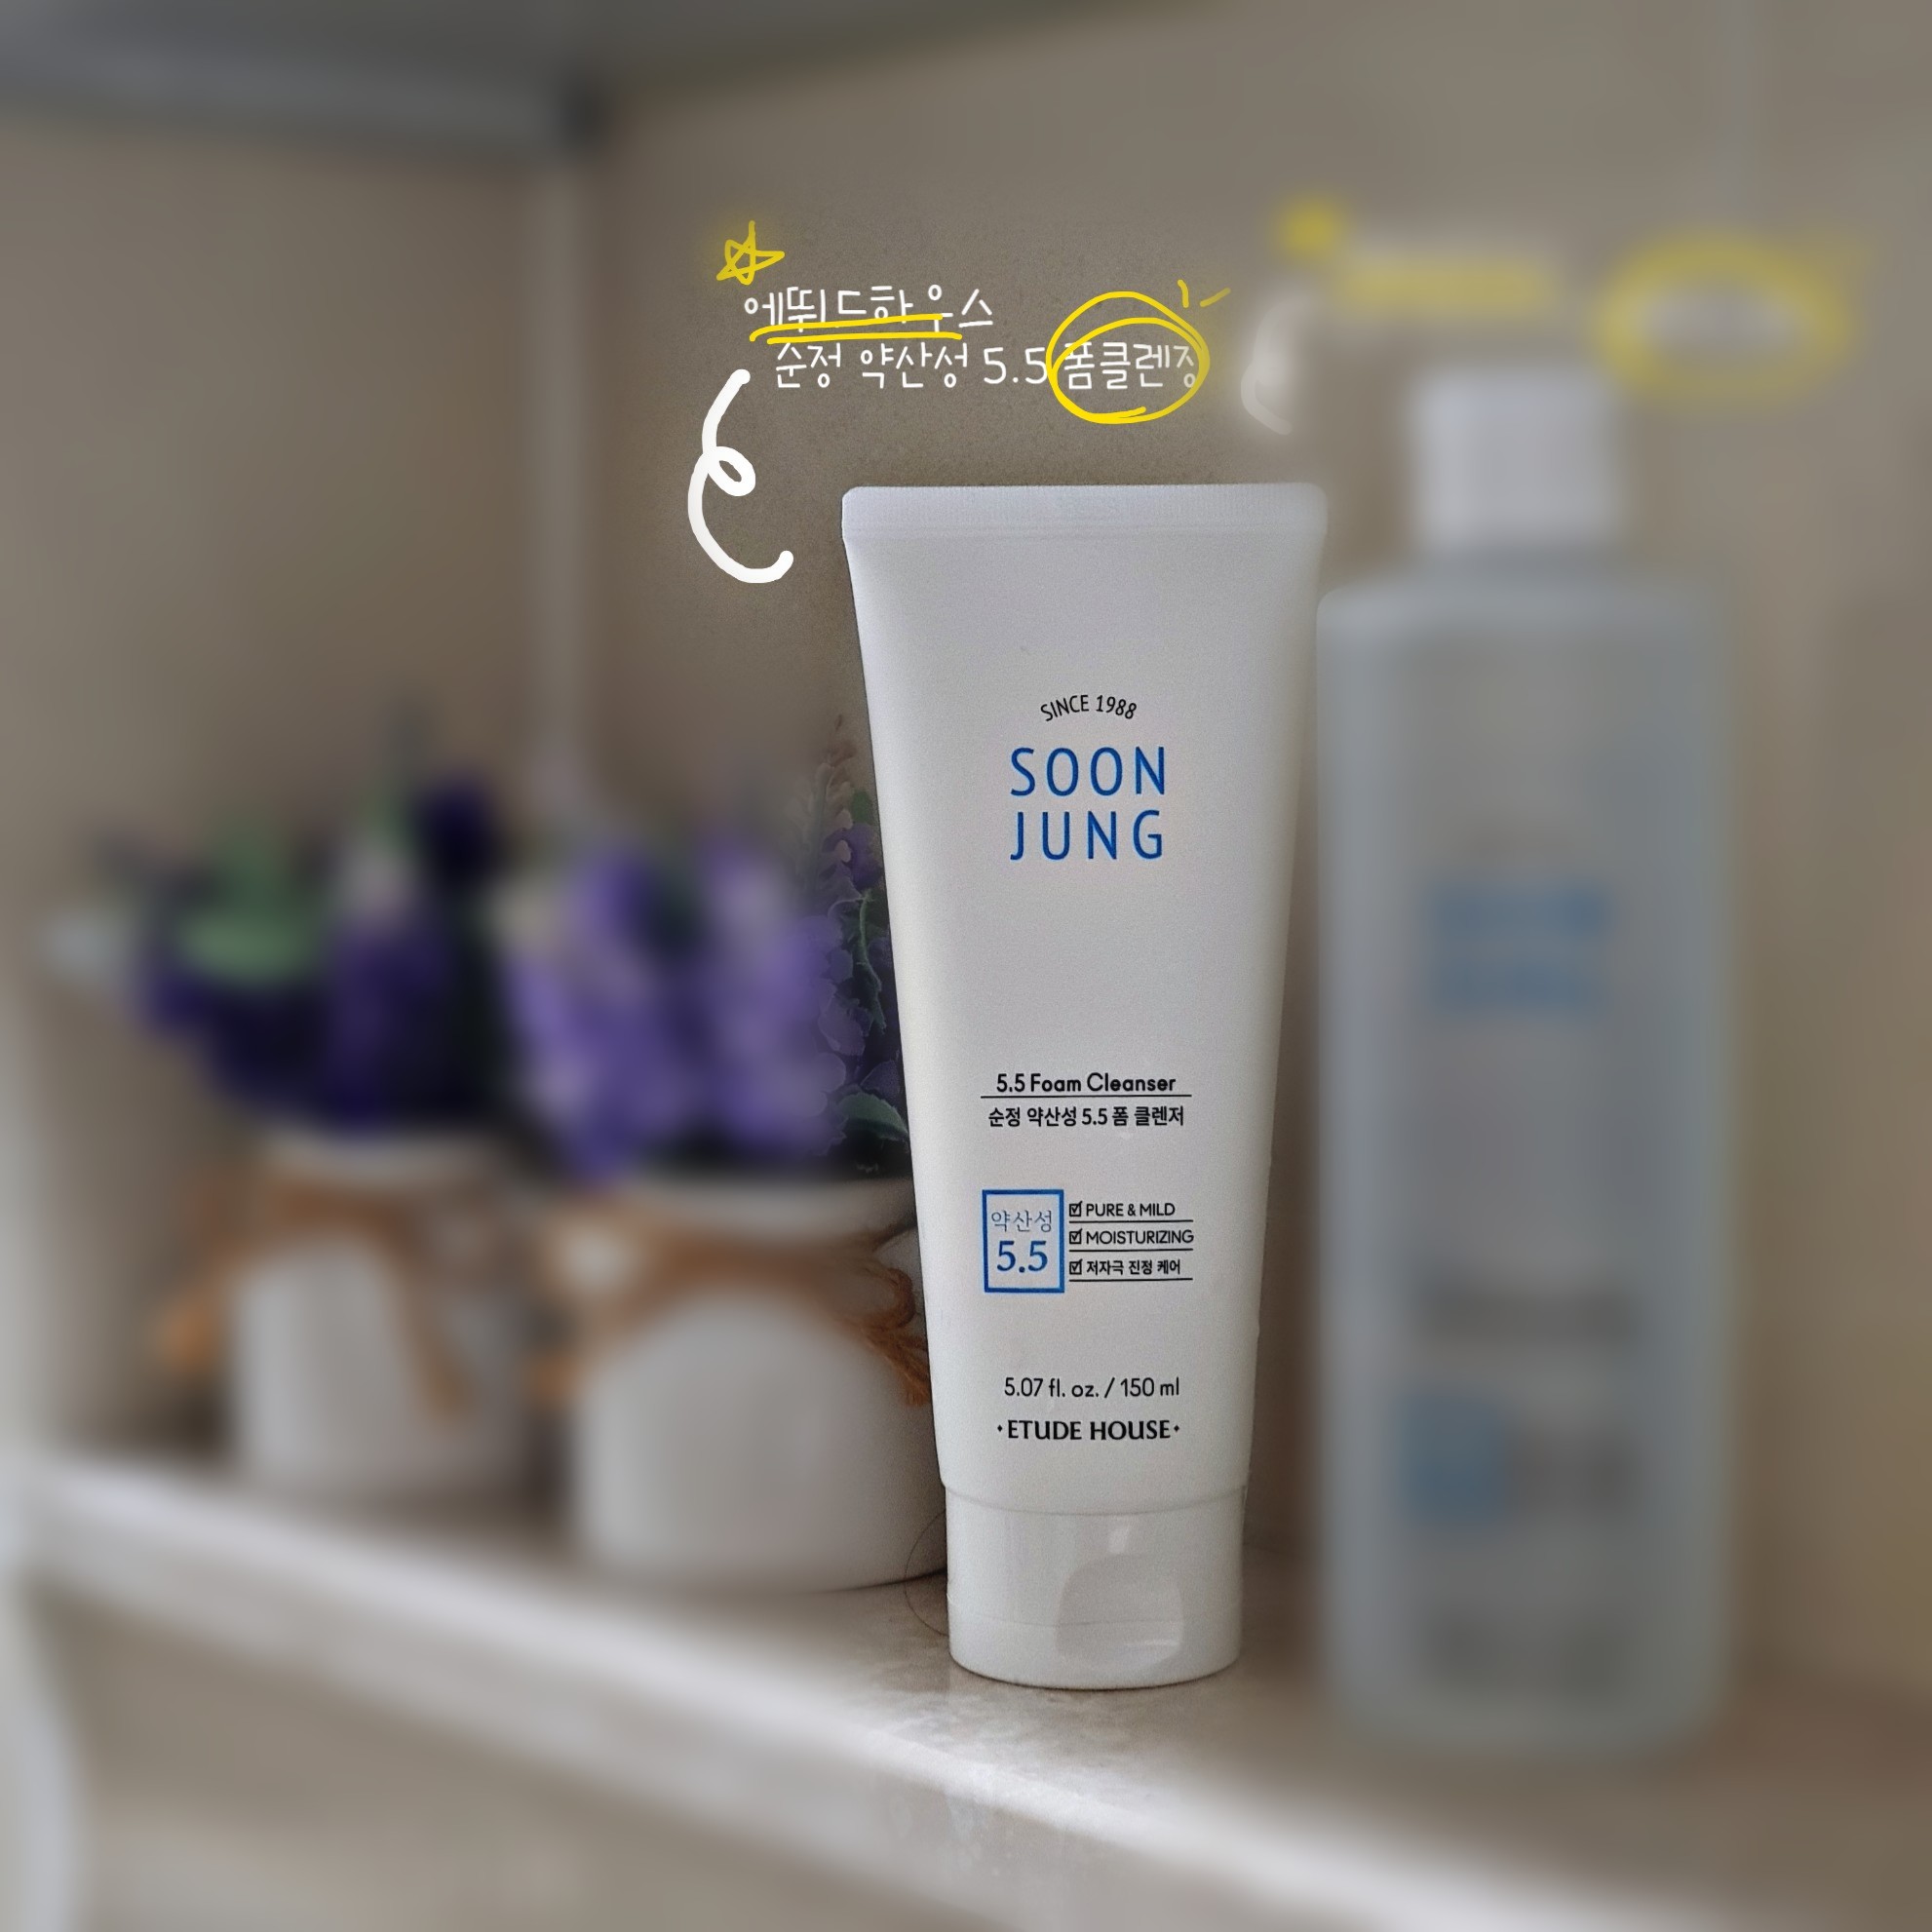 에뛰드하우스
순정 약산성 5.5 폼클렌징
SINCE 1988
SOON
JUNG
5.5 Foam Cleanser
순정 약산성 5.5 폼 클렌저
약산성
5.5
PURE & MILD
MOISTURIZING
저자극 진정 케어
5.07 fl. oz. / 150 ml
ETUDE HOUSE